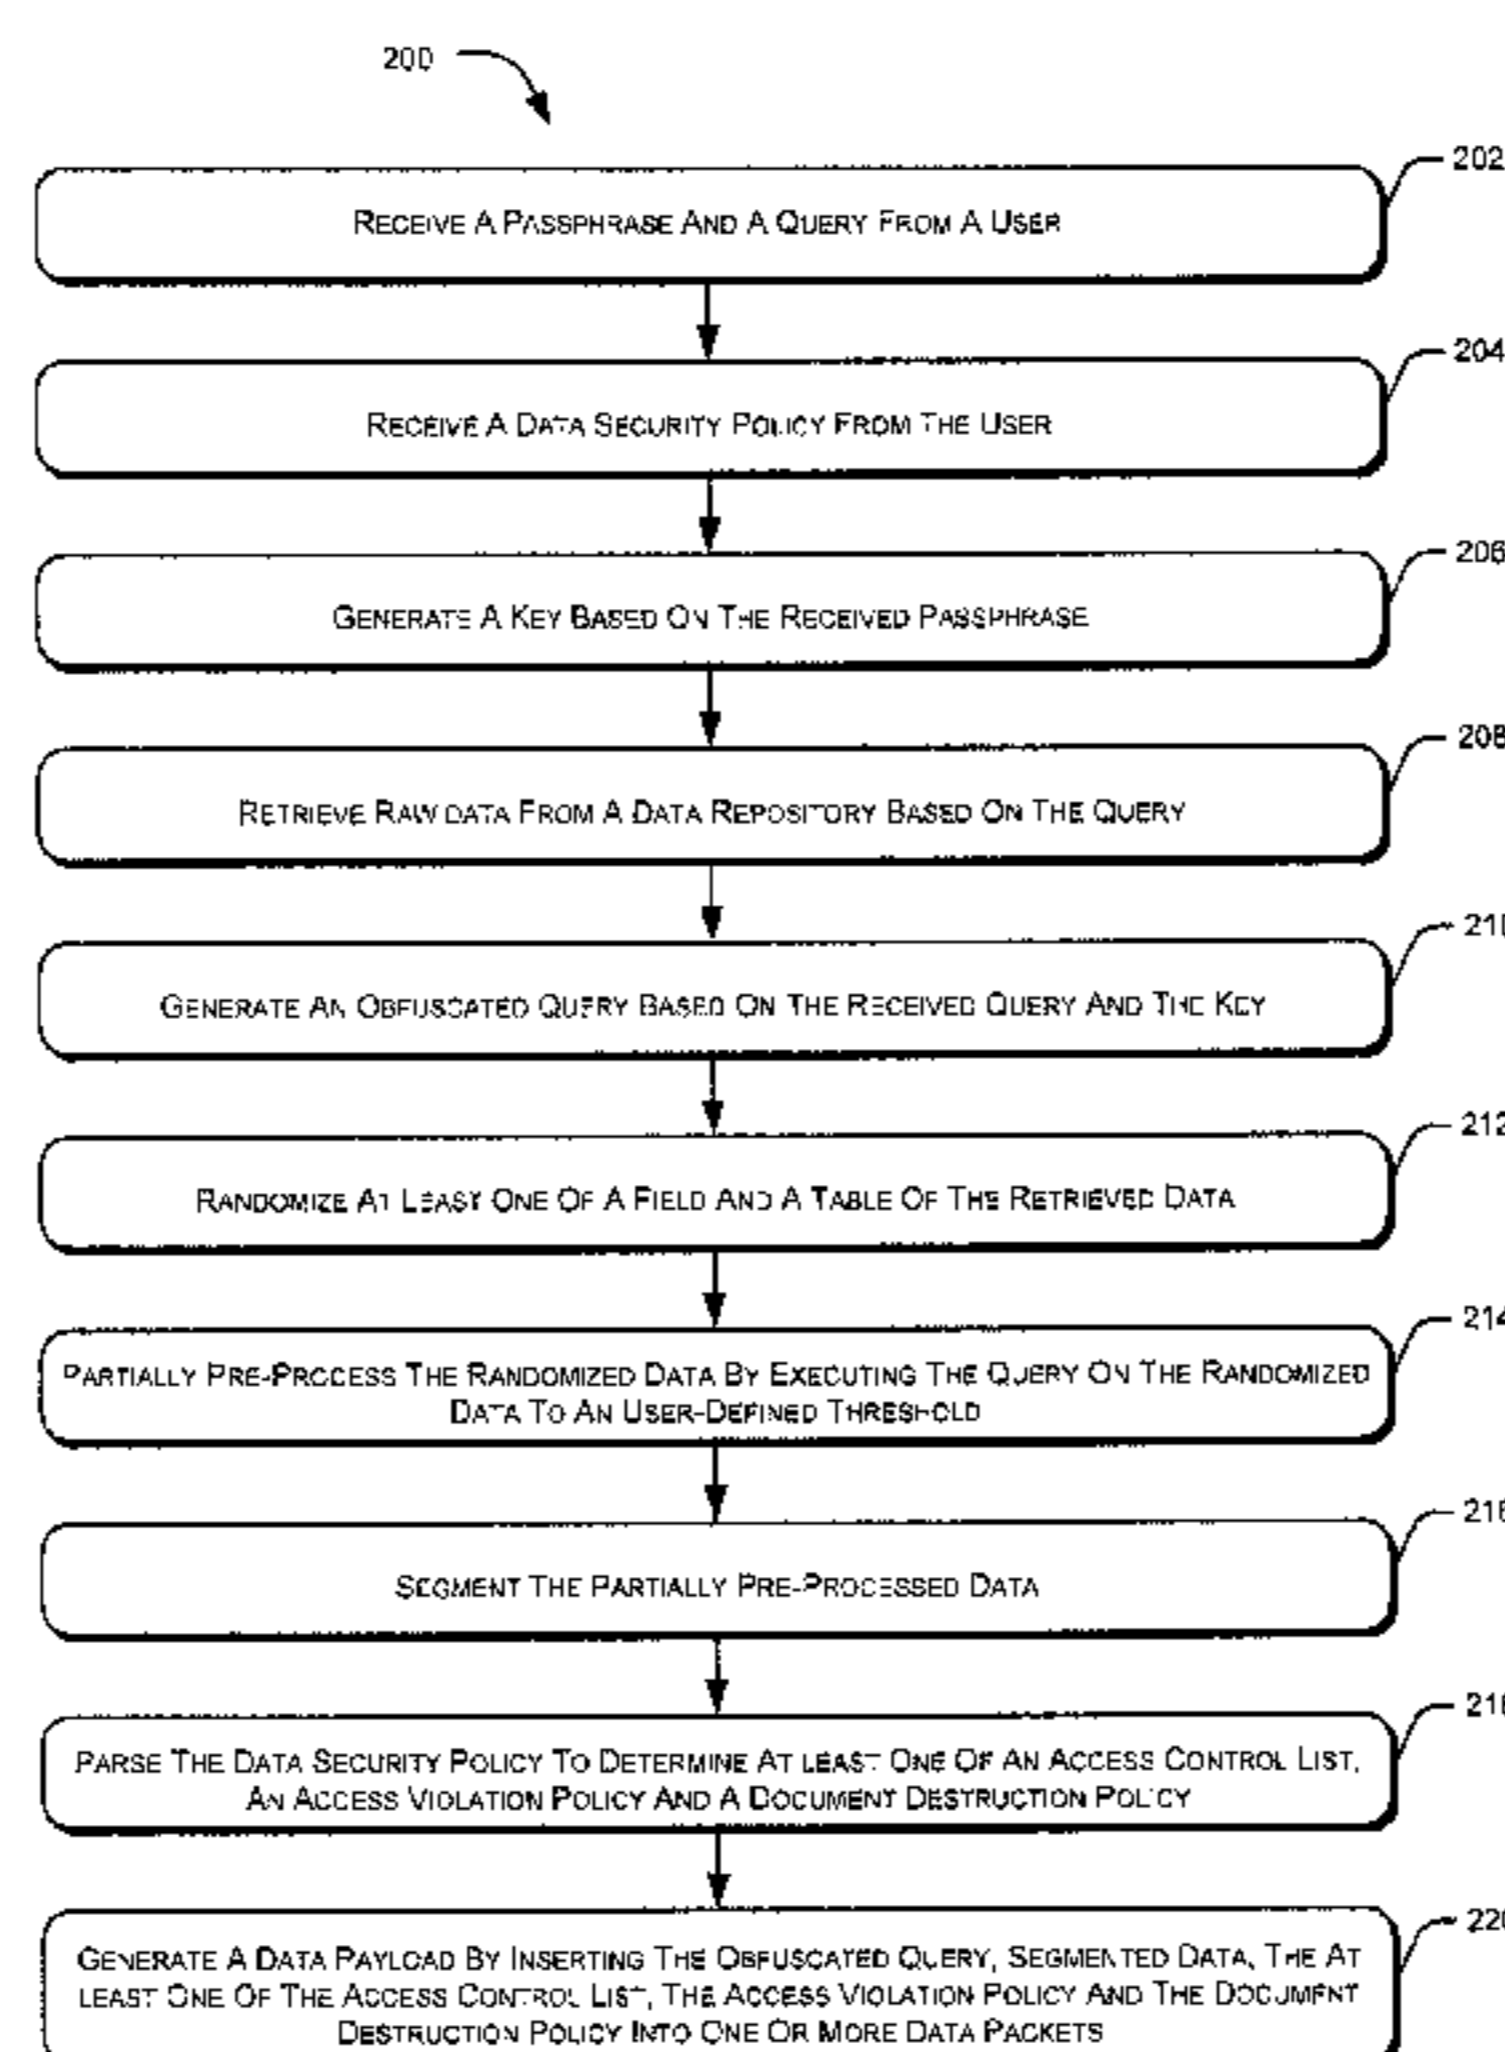 200
202
RECEIVE A PASSPHRASE AND A QUERY FROM A USER
204
RECEIVE A DATA SECURITY POLICY FROM THE USER
206
GENERATE A KEY BASED ON THE RECEIVED PASSPHRASE
208
RETRIEVE RAW DATA FROM A DATA REPOSITORY BASED ON THE QUERY
210
GENERATE AN OBFUSCATED QUERY BASED ON THE RECEIVED QUERY AND THE KEY
212
RANDOMIZE AT LEAST ONE OF A FIELD AND A TABLE OF THE RETRIEVED DATA
214
PARTIALLY PRE-PROCESS THE RANDOMIZED DATA BY EXECUTING THE QUERY ON THE RANDOMIZED
DATA TO AN USER-DEFINED THRESHOLD
216
SEGMENT THE PARTIALLY PRE-PROCESSED DATA
218
PARSE THE DATA SECURITY POLICY TO DETERMINE AT LEAST ONE OF AN ACCESS CONTROL LIST,
AN ACCESS VIOLATION POLICY AND A DOCUMENT DESTRUCTION POLICY
220
GENERATE A DATA PAYLOAD BY INSERTING THE OBFUSCATED QUERY, SEGMENTED DATA, THE AT
LEAST ONE OF THE ACCESS CONTROL LIST, THE ACCESS VIOLATION POLICY AND THE DOCUMENT
DESTRUCTION POLICY INTO ONE OR MORE DATA PACKETS